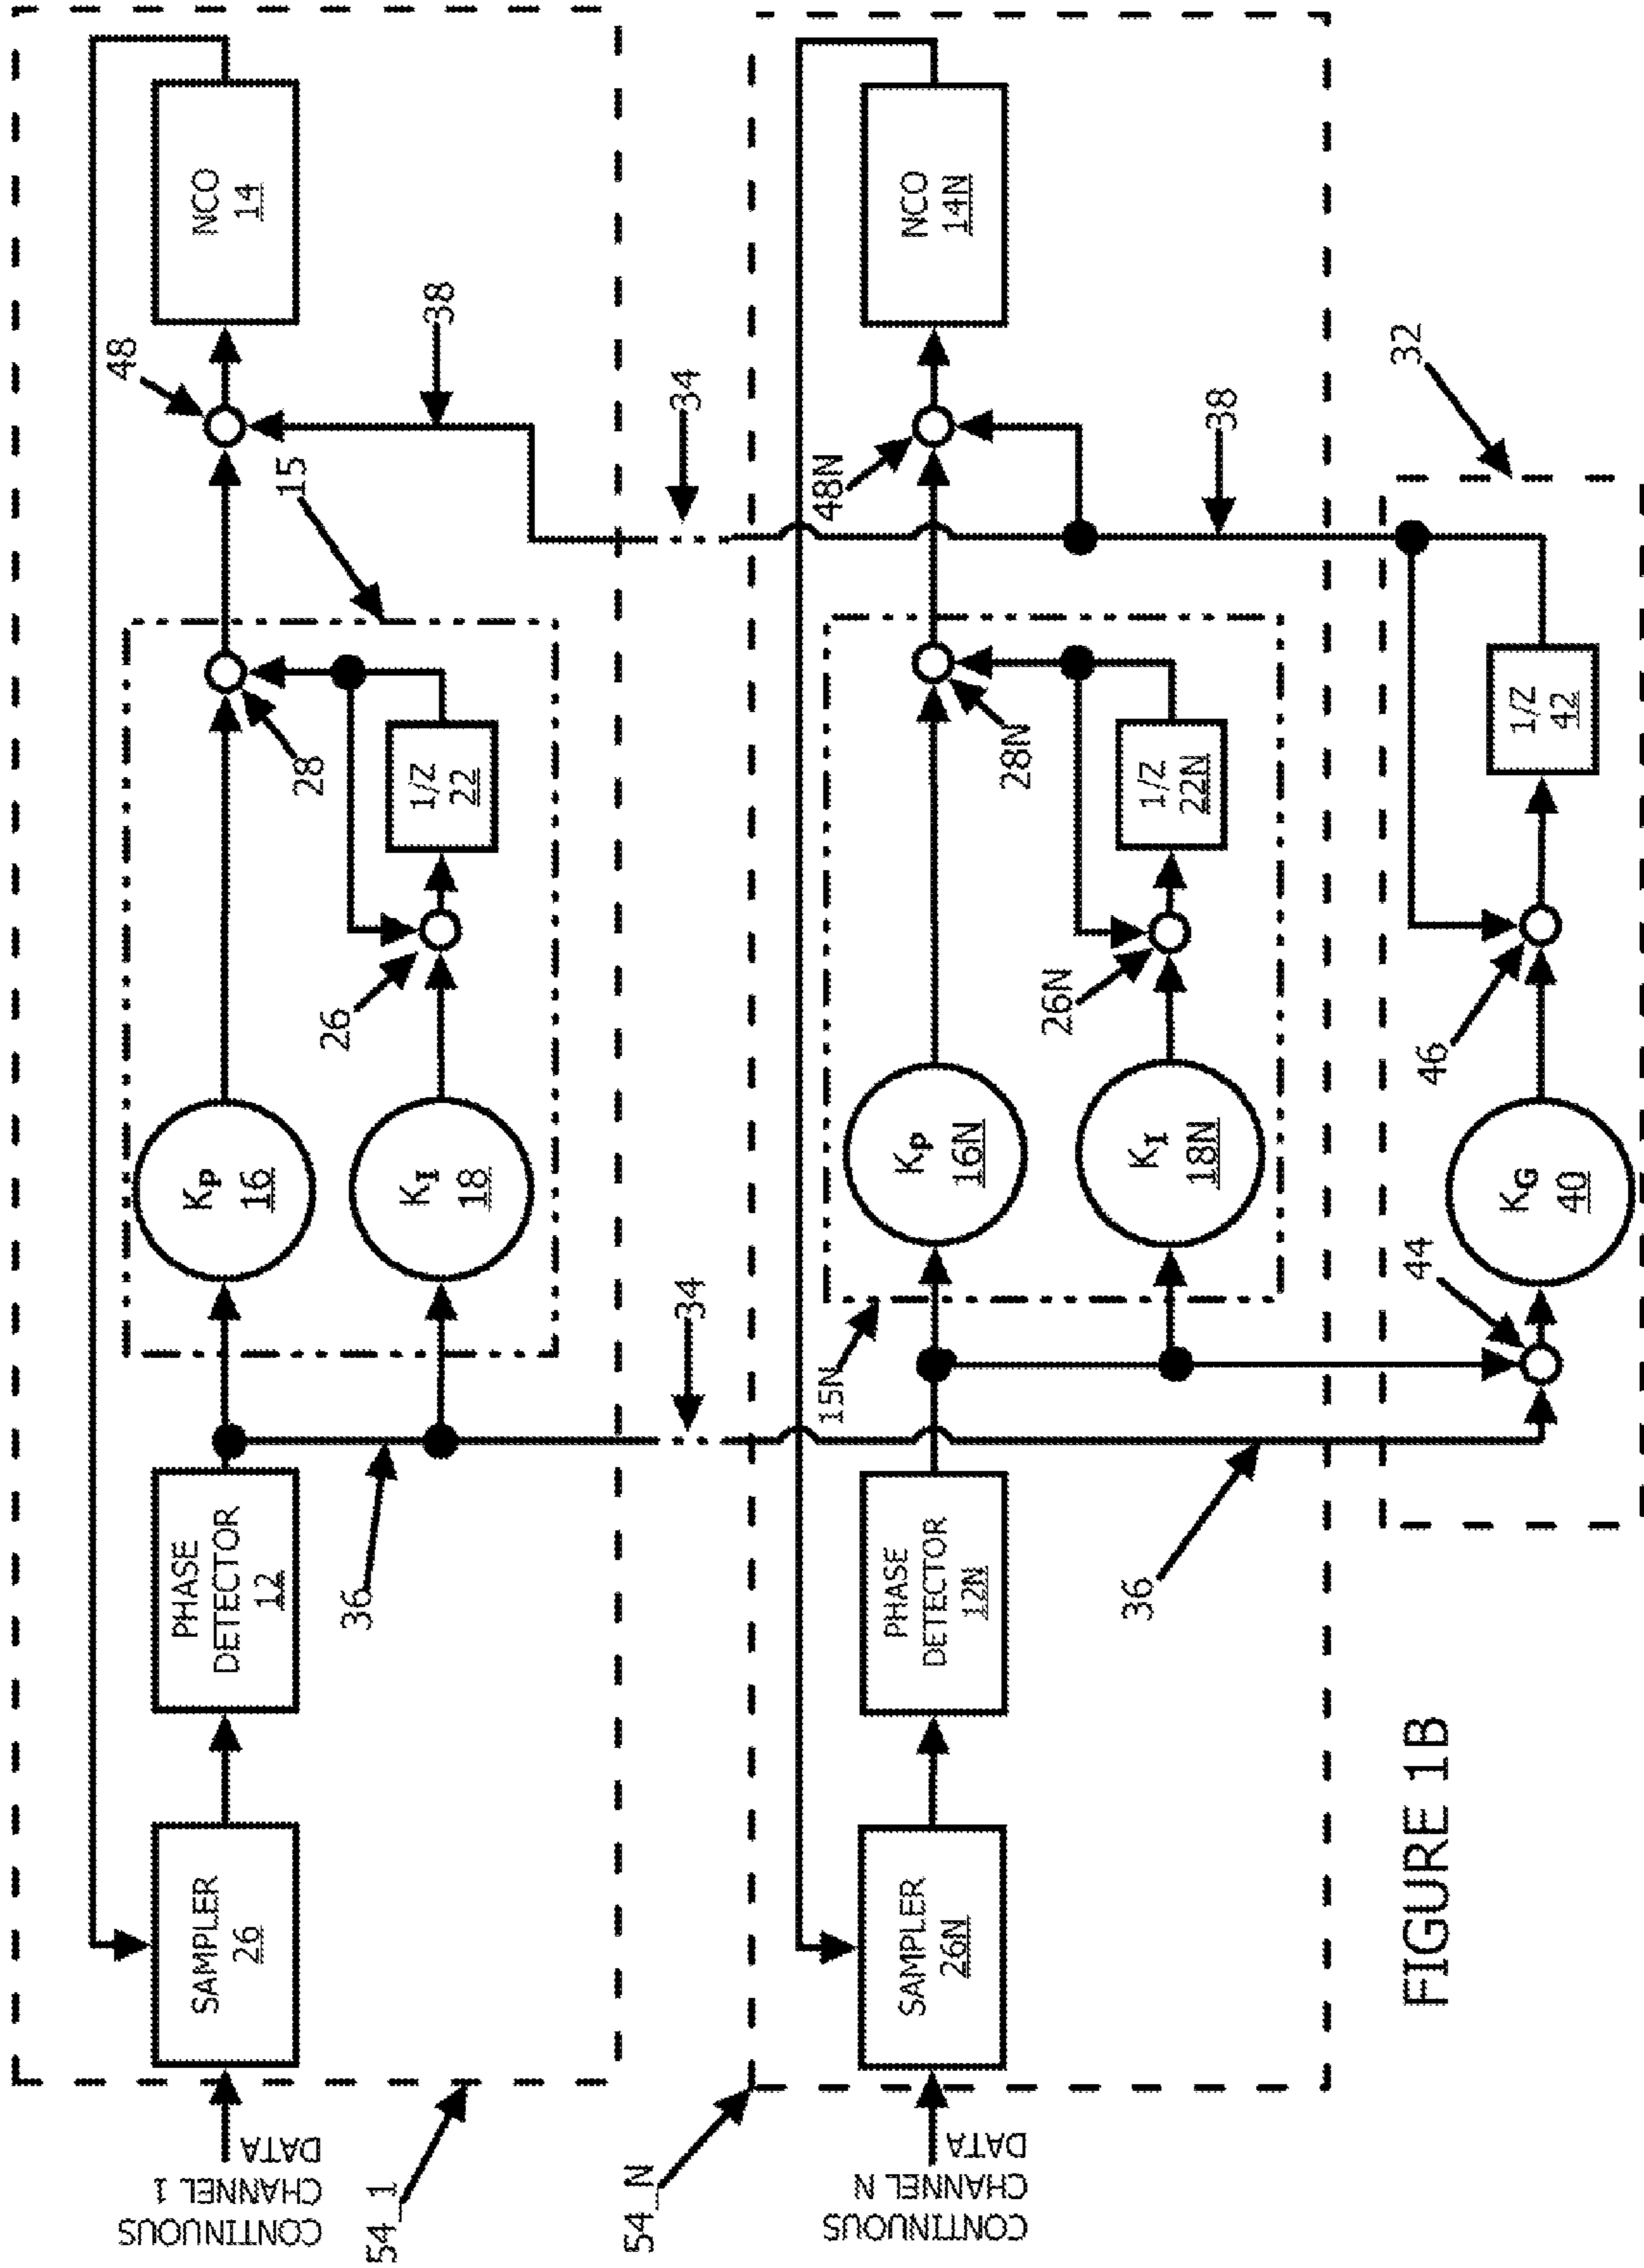 CONTINUOUS
CHANNEL 1
DATA
54_1
SAMPLER
26
PHASE
DETECTOR
12
36
KP
16
KI
18
26
1/Z
22
28
15
48
NCO
14
38
34
34
CONTINUOUS
CHANNEL N
DATA
54_N
SAMPLER
26N
PHASE
DETECTOR
12N
36
15N
KP
16N
KI
18N
26N
1/Z
22N
28N
48N
NCO
14N
38
44
KG
40
46
1/Z
42
32
FIGURE 1B